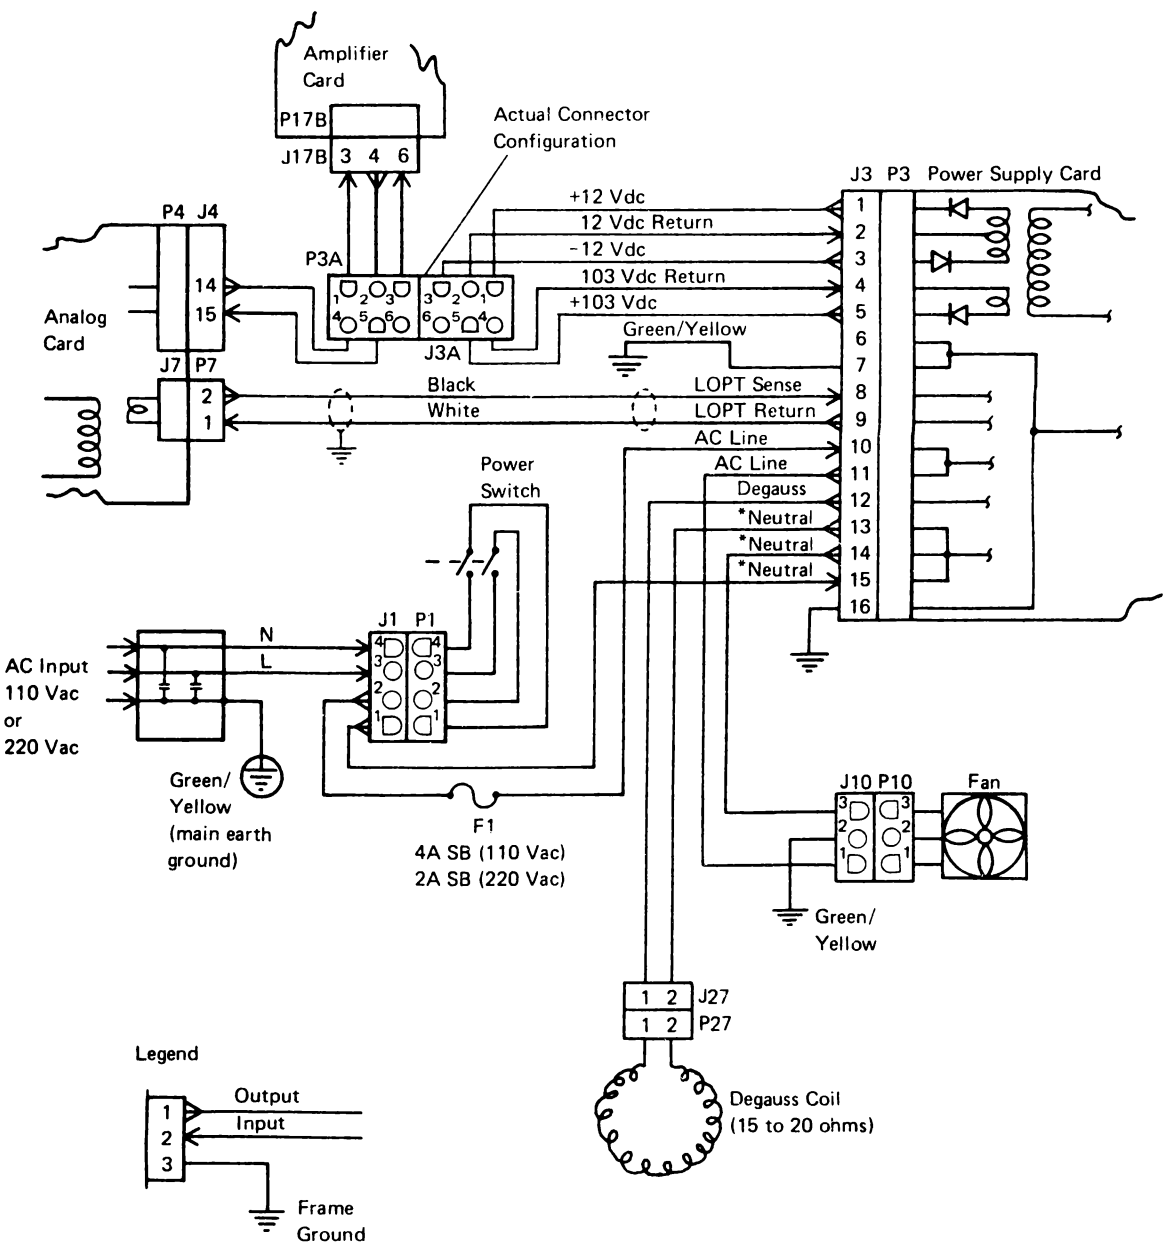 Amplifier
Card
P17B
J17B 3 4 6
Actual Connector
Configuration
J3 P3 Power Supply Card
+12 Vdc
12 Vdc Return
-12 Vdc
103 Vdc Return
+103 Vdc
Green/Yellow
1
2
3
4
5
6
7
8
9
10
11
12
13
14
15
16
P4 J4
14
15
Analog
Card
J7 P7
2
1
P3A
1 2 3
4 5 6
3 2 1
6 5 4
J3A
Black
White
LOPT Sense
LOPT Return
AC Line
AC Line
Degauss
*Neutral
*Neutral
*Neutral
Power
Switch
J1 P1
4 4
3 3
2 2
1 1
N
L
AC Input
110 Vac
or
220 Vac
Green/
Yellow
(main earth
ground)
F1
4A SB (110 Vac)
2A SB (220 Vac)
J10 P10 Fan
3 3
2 2
1 1
Green/
Yellow
1 2 J27
1 2 P27
Degauss Coil
(15 to 20 ohms)
Legend
1 Output
2 Input
3
Frame
Ground